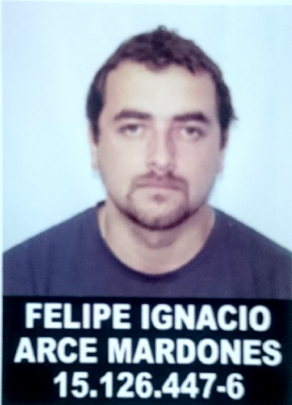 FELIPE IGNACIO
ARCE MARDONES
15.126.447-6